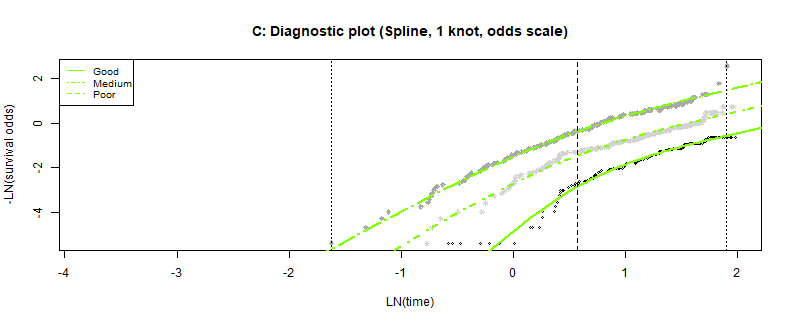 C: Diagnostic plot (Spline, 1 knot, odds scale)
-LN(survival odds)
2
0
-2
-4
Good
Medium
Poor
-4 -3 -2 -1 0 1 2
LN(time)